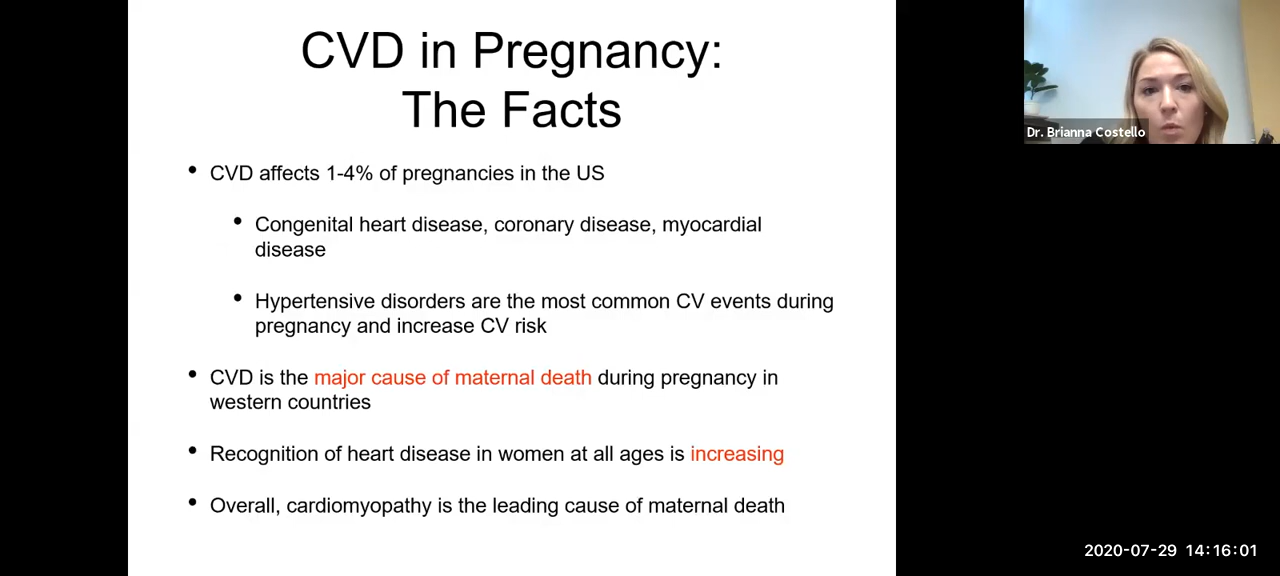 CVD in Pregnancy:
The Facts
• CVD affects 1-4% of pregnancies in the US
• Congenital heart disease, coronary disease, myocardial
disease
• Hypertensive disorders are the most common CV events during
pregnancy and increase CV risk
• CVD is the major cause of maternal death during pregnancy in
western countries
• Recognition of heart disease in women at all ages is increasing
• Overall, cardiomyopathy is the leading cause of maternal death
Dr. Brianna Costello
2020-07-29 14:16:01